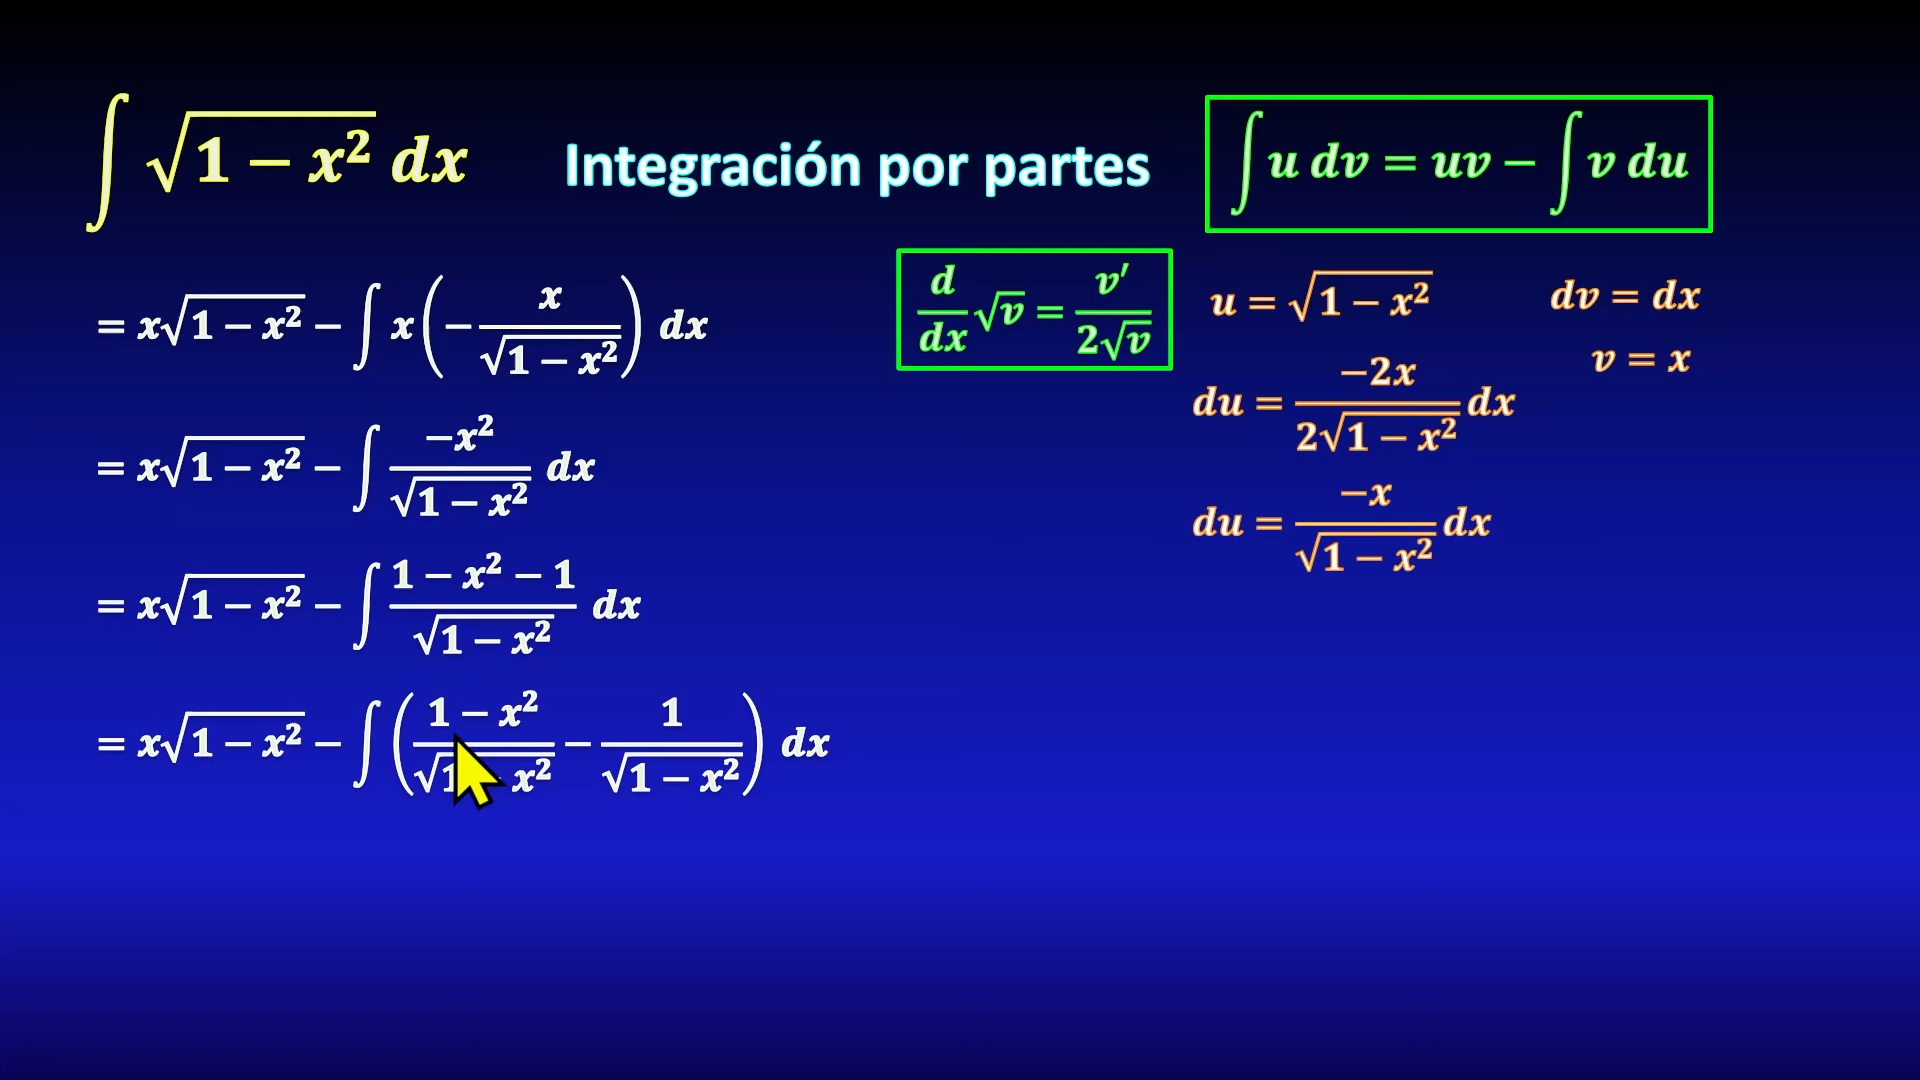 ∫ √(1 − x²) dx
Integración por partes
∫ u dv = uv − ∫ v du
= x√(1 − x²) − ∫ x(− x/√(1 − x²)) dx
d/dx √v = v′/(2√v)
u = √(1 − x²)
dv = dx
v = x
du = −2x/(2√(1 − x²)) dx
= x√(1 − x²) − ∫ −x²/√(1 − x²) dx
du = −x/√(1 − x²) dx
= x√(1 − x²) − ∫ (1 − x² − 1)/√(1 − x²) dx
= x√(1 − x²) − ∫ ((1 − x²)/√(1 − x²) − 1/√(1 − x²)) dx